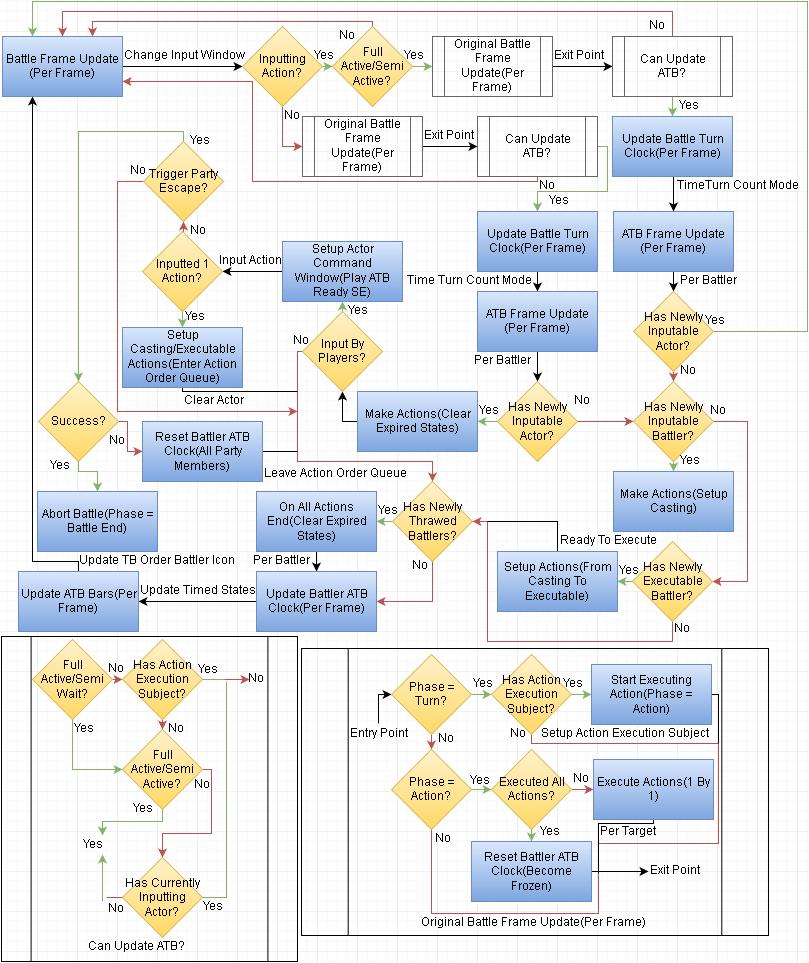 No
No
Battle Frame Update
(Per Frame)
Change Input Window
Inputting
Action?
Yes
Full
Active/Semi
Active?
Yes
Original Battle
Frame
Update(Per
Frame)
Exit Point
Can Update
ATB?
No
Yes
Original Battle
Frame
Update(Per
Frame)
Exit Point
Can Update
ATB?
Update Battle Turn
Clock(Per Frame)
Yes
No
Trigger Party
Escape?
No
Yes
TimeTurn Count Mode
No
Inputted 1
Action?
Input Action
Setup Actor
Command
Window(Play ATB
Ready SE)
Update Battle Turn
Clock(Per Frame)
ATB Frame Update
(Per Frame)
Time Turn Count Mode
Per Battler
Yes
Yes
Setup
Casting/Executable
Actions(Enter Action
Order Queue)
No
Input By
Players?
ATB Frame Update
(Per Frame)
Has Newly
Inputable
Actor?
Yes
Per Battler
No
Clear Actor
Success?
No
Yes
Reset Battler ATB
Clock(All Party
Members)
Make Actions(Clear
Expired States)
Yes
Has Newly
Inputable
Actor?
No
Has Newly
Inputable
Battler?
No
Yes
Leave Action Order Queue
Make Actions(Setup
Casting)
Abort Battle(Phase =
Battle End)
On All Actions
End(Clear Expired
States)
Yes
Has Newly
Thrawed
Battlers?
No
Ready To Execute
Update TB Order Battler Icon
Per Battler
Setup Actions(From
Casting To
Executable)
Yes
Has Newly
Executable
Battler?
No
Update ATB Bars(Per
Frame)
Update Timed States
Update Battler ATB
Clock(Per Frame)
Full
Active/Semi
Wait?
No
Has Action
Execution
Subject?
Yes
No
Yes
No
Full
Active/Semi
Active?
No
Yes
Yes
Has Currently
Inputting
Actor?
No
Yes
Can Update ATB?
Phase =
Turn?
Yes
Has Action
Execution
Subject?
Yes
Start Executing
Action(Phase =
Action)
Entry Point
No
No
Setup Action Execution Subject
Phase =
Action?
Yes
Executed All
Actions?
No
Execute Actions(1 By
1)
No
Yes
Per Target
Reset Battler ATB
Clock(Become
Frozen)
Exit Point
Original Battle Frame Update(Per Frame)